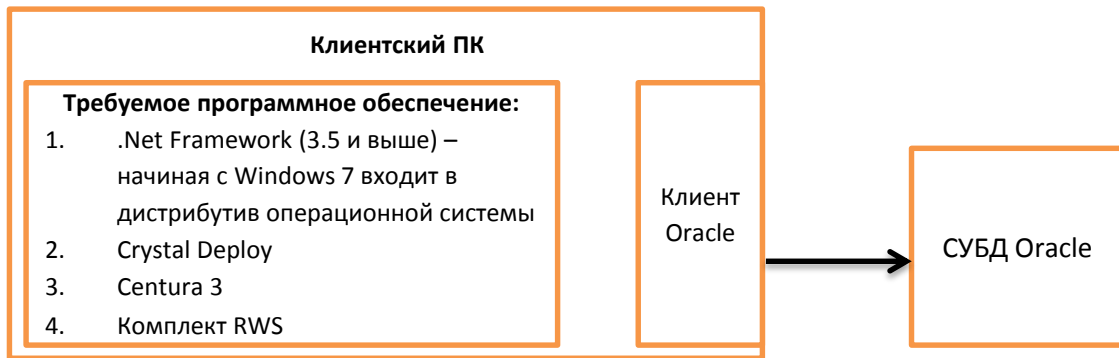 Клиентский ПК
Требуемое программное обеспечение:
1. .Net Framework (3.5 и выше) –
начиная с Windows 7 входит в
дистрибутив операционной системы
2. Crystal Deploy
3. Centura 3
4. Комплект RWS
Клиент
Oracle
СУБД Oracle